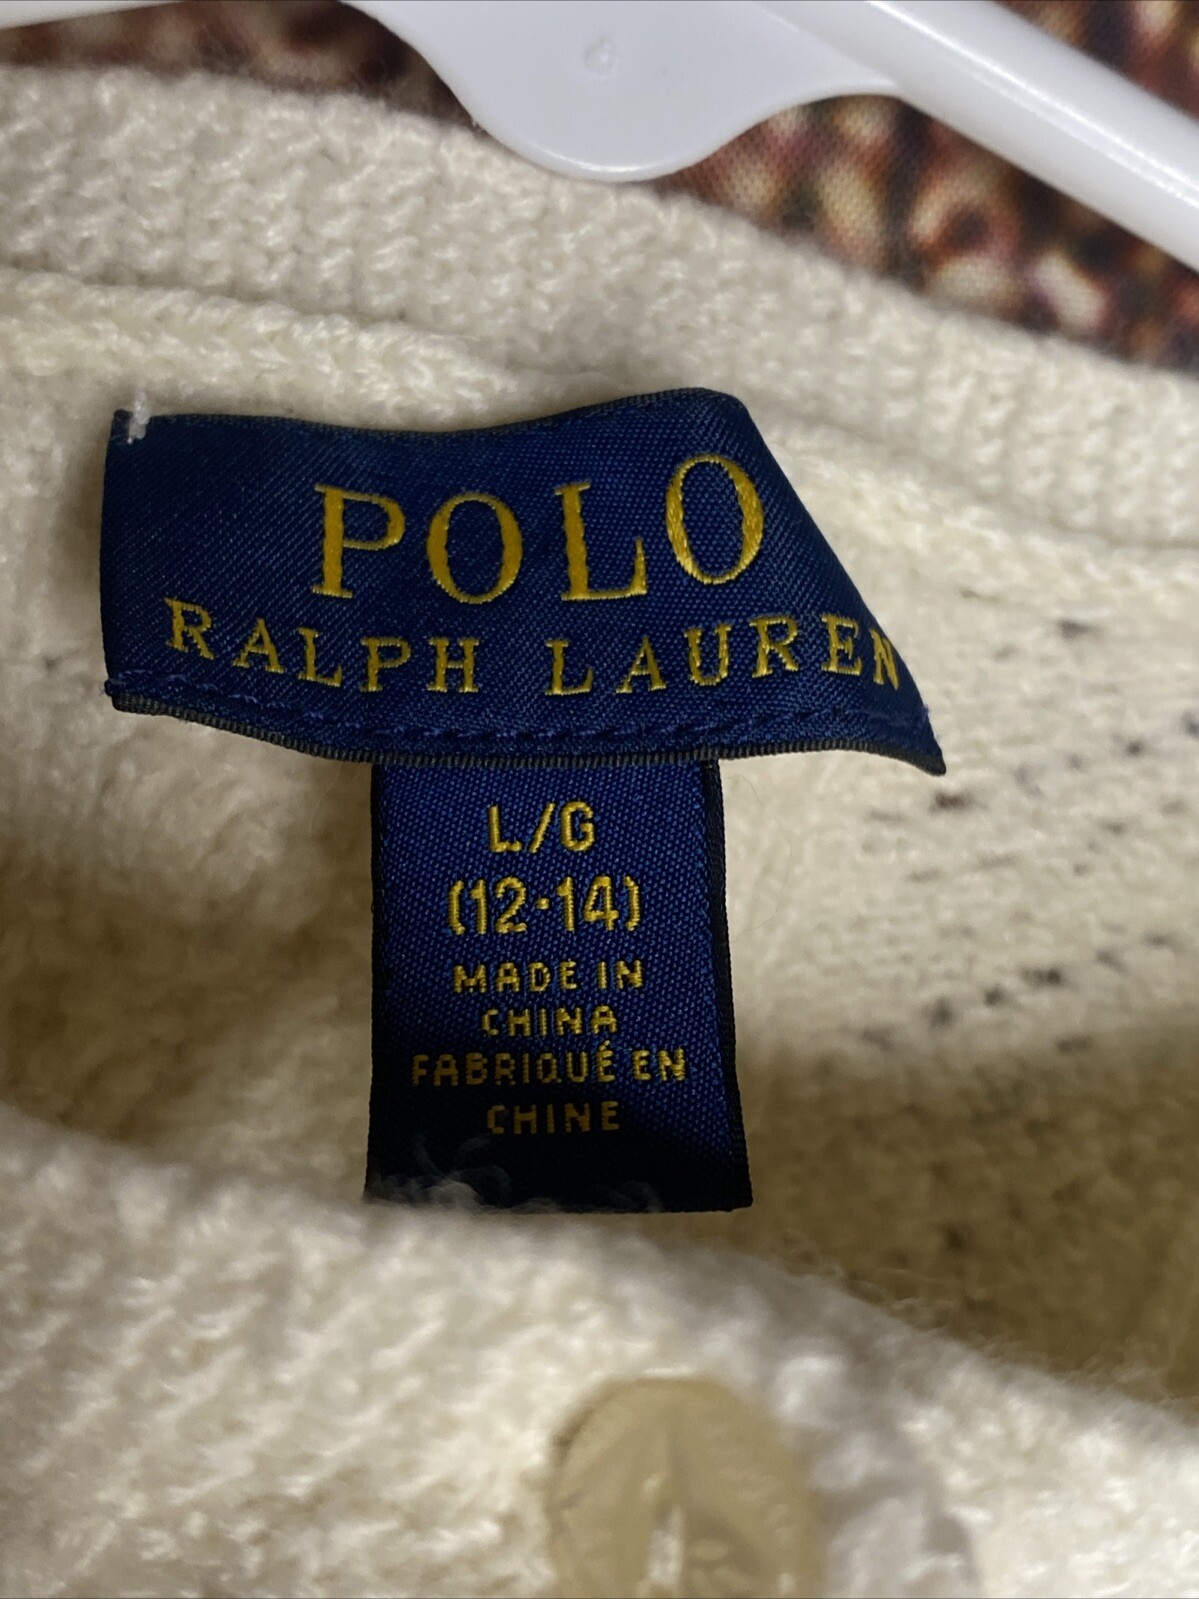 POLO
RALPH LAUREN
L/G
(12-14)
MADE IN
CHINA
FABRIQUÉ EN
CHINE